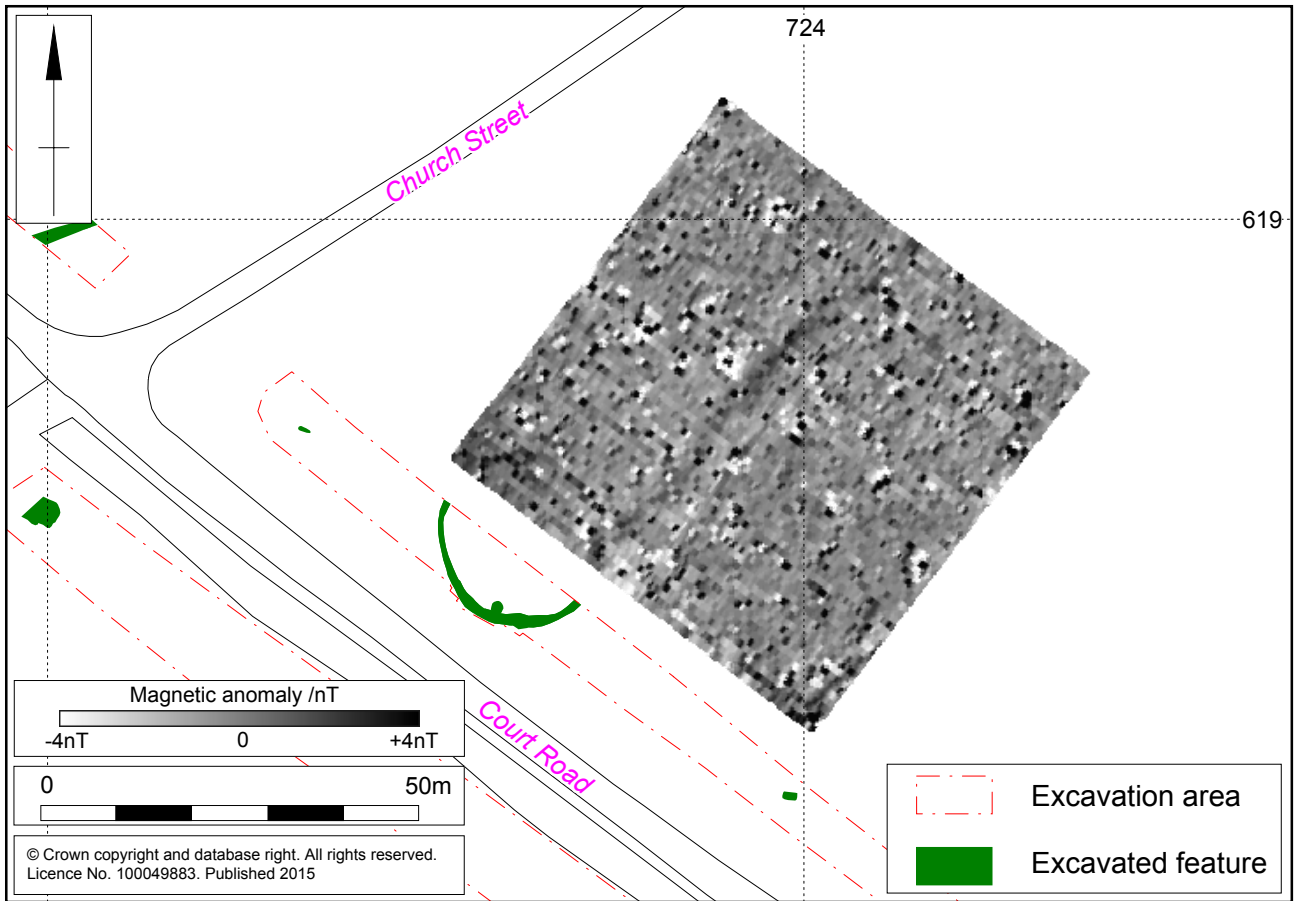 724
Church Street
619
Magnetic anomaly /nT
-4nT 0 +4nT
Court Road
0 50m
Excavation area
Excavated feature
© Crown copyright and database right. All rights reserved.
Licence No. 100049883. Published 2015